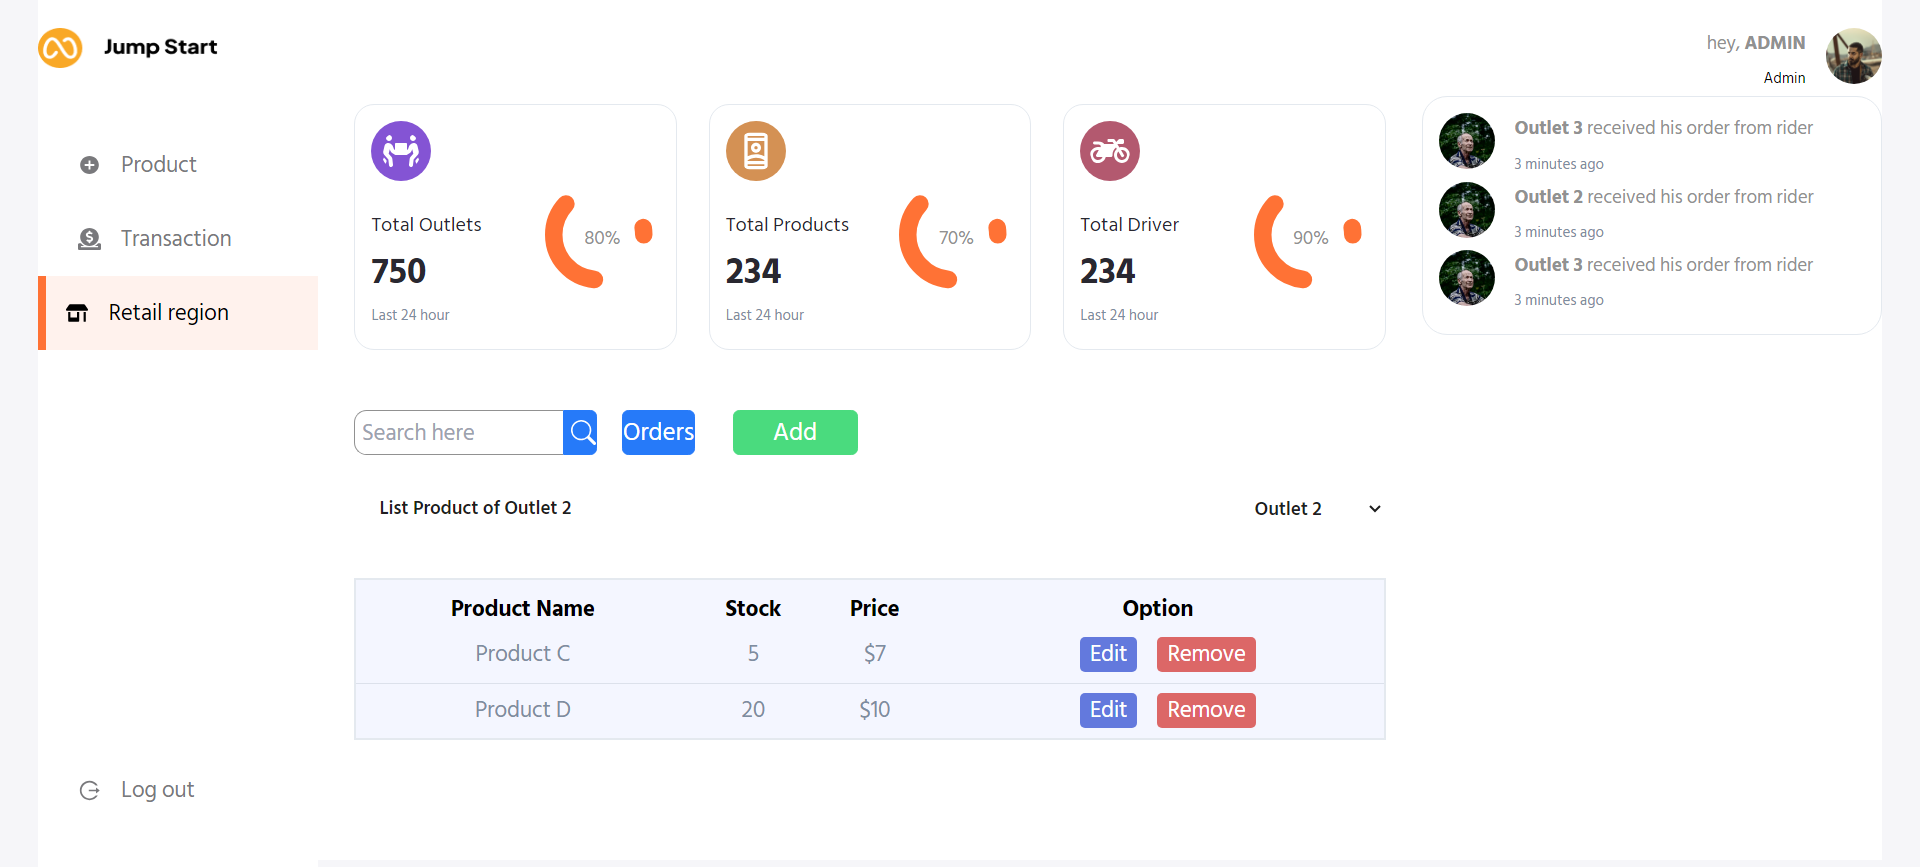 Jump Start
hey, ADMIN
Admin
Product
Transaction
Retail region
Log out
Total Outlets
750
Last 24 hour
80%
Total Products
234
Last 24 hour
70%
Total Driver
234
Last 24 hour
90%
Outlet 3 received his order from rider
3 minutes ago
Outlet 2 received his order from rider
3 minutes ago
Outlet 3 received his order from rider
3 minutes ago
Search here
Orders
Add
List Product of Outlet 2
Outlet 2
Product Name Stock Price Option
Product C 5 $7 Edit Remove
Product D 20 $10 Edit Remove